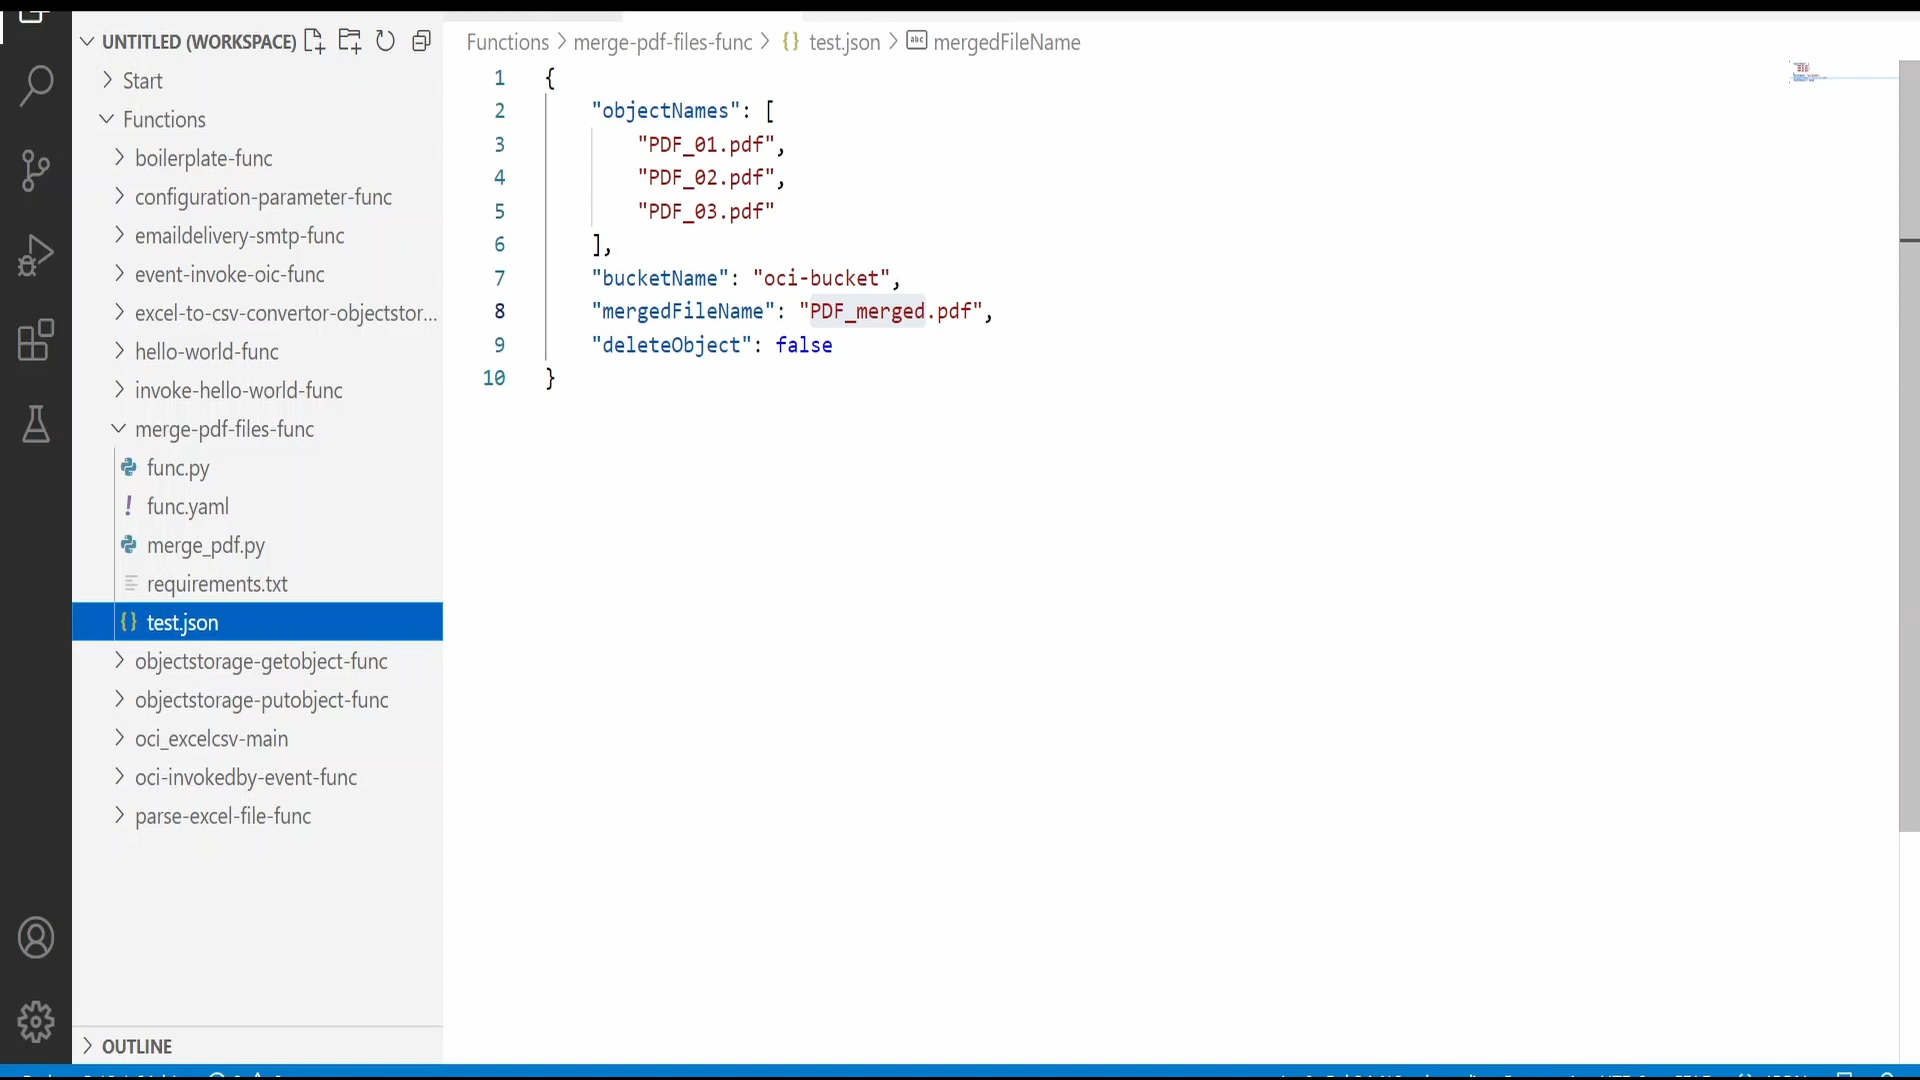 UNTITLED (WORKSPACE)
Start
Functions
boilerplate-func
configuration-parameter-func
emaildelivery-smtp-func
event-invoke-oic-func
excel-to-csv-convertor-objectstor...
hello-world-func
invoke-hello-world-func
merge-pdf-files-func
func.py
func.yaml
merge_pdf.py
requirements.txt
test.json
objectstorage-getobject-func
objectstorage-putobject-func
oci_excelcsv-main
oci-invokedby-event-func
parse-excel-file-func
OUTLINE
Functions > merge-pdf-files-func > {} test.json > abc mergedFileName
1 {
2 "objectNames": [
3 "PDF_01.pdf",
4 "PDF_02.pdf",
5 "PDF_03.pdf"
6 ],
7 "bucketName": "oci-bucket",
8 "mergedFileName": "PDF_merged.pdf",
9 "deleteObject": false
10 }